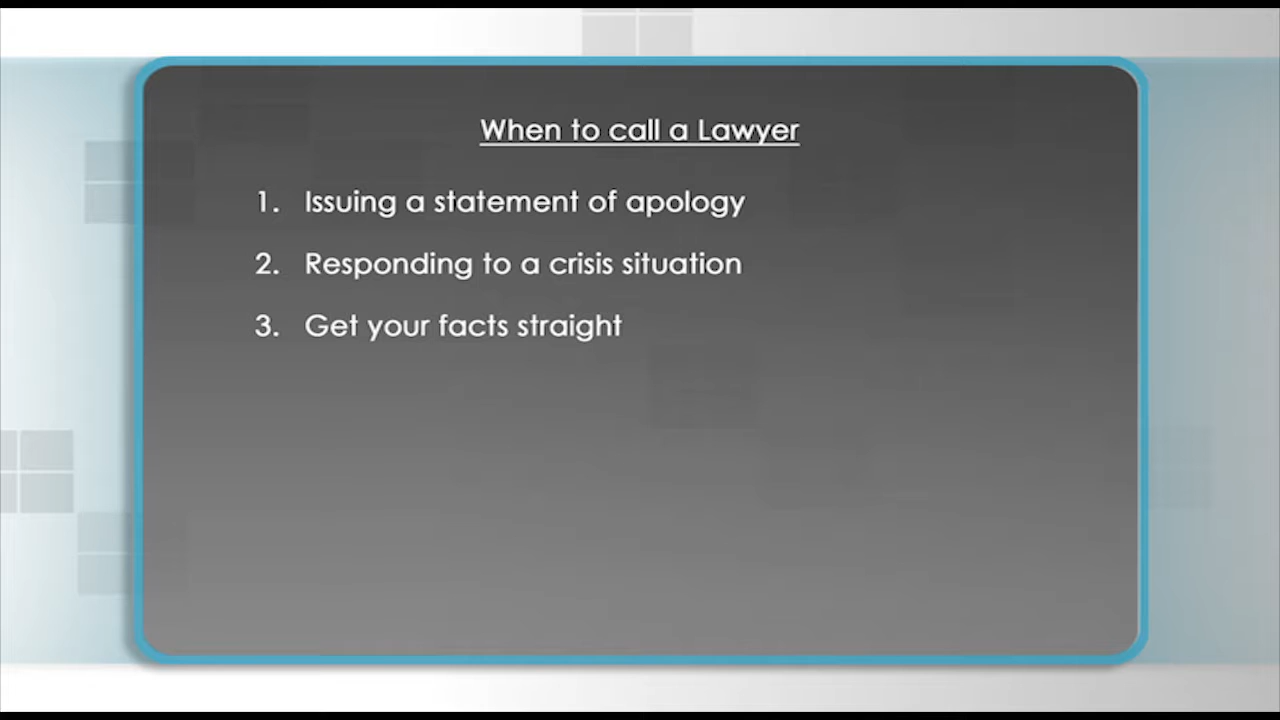 When to call a Lawyer
1. Issuing a statement of apology
2. Responding to a crisis situation
3. Get your facts straight